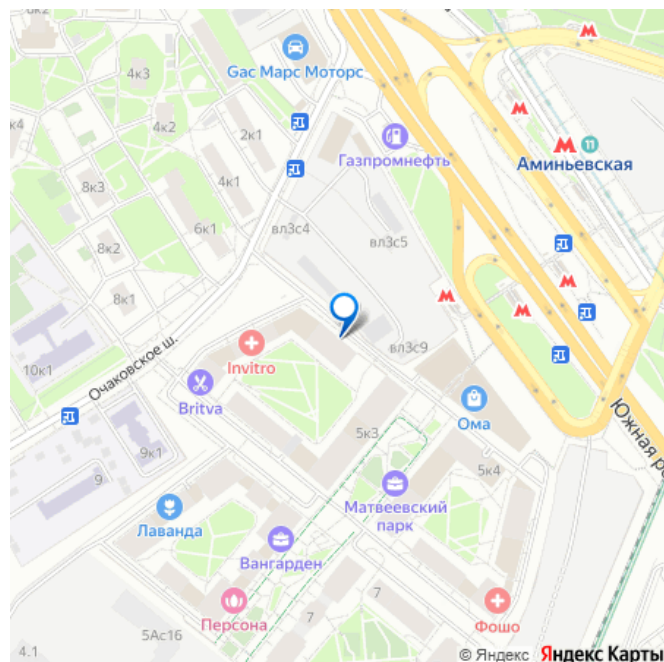 4к3
Gac Марс Моторс
к4
4к2
2к1
Газпромнефть
М
М
М
11
Аминьевская
8к3
4к1
6к1
вл3с4
вл3с5
8к2
8к1
М
М
М
вл3с9
Очаковское ш.
10к1
Invitro
Britva
Ома
Южная ра
5к3
5к4
9к1
9
Матвеевский
парк
Лаванда
Вангарден
Персона
7
7
Фошо
5Ас16
4.1
© Яндекс Яндекс Карты